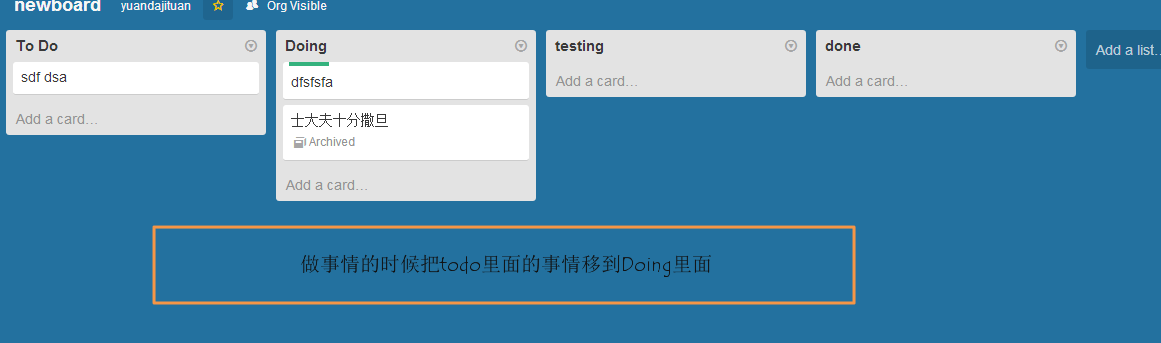 newboard yuandajituan Org Visible
To Do
sdf dsa
Add a card...
Doing
dfsfsfa
士大夫十分撒旦
Archived
Add a card...
testing
Add a card...
done
Add a card...
Add a list...
做事情的时候把todo里面的事情移到Doing里面